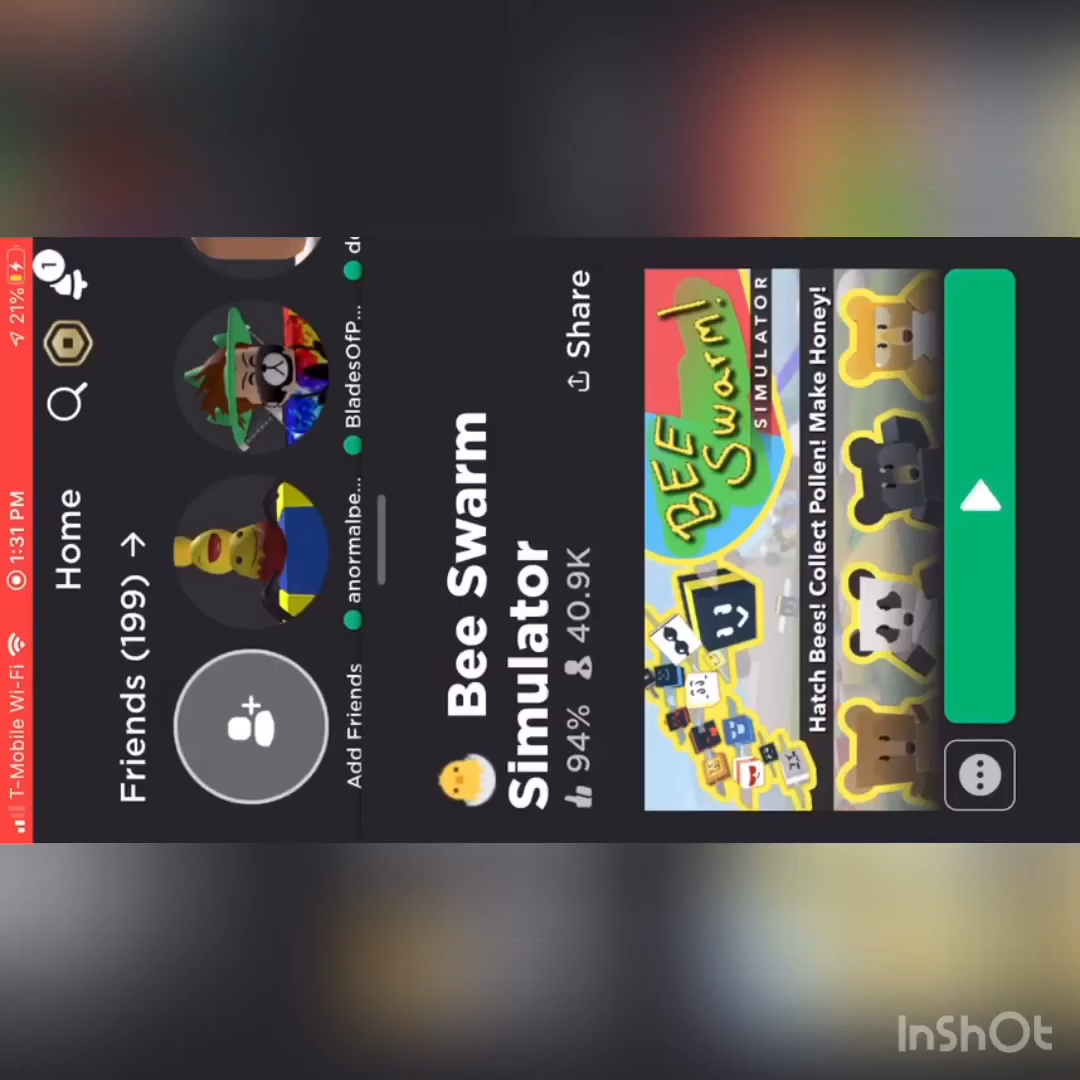 T-Mobile Wi-Fi 1:31 PM 21%
Home
1
Friends (199) →
Add Friends anormalpe... BladesOfP...
Bee Swarm
Simulator
94% 40.9K Share
BEE
Swarm!
SIMULATOR
Hatch Bees! Collect Pollen! Make Honey!
InShOt